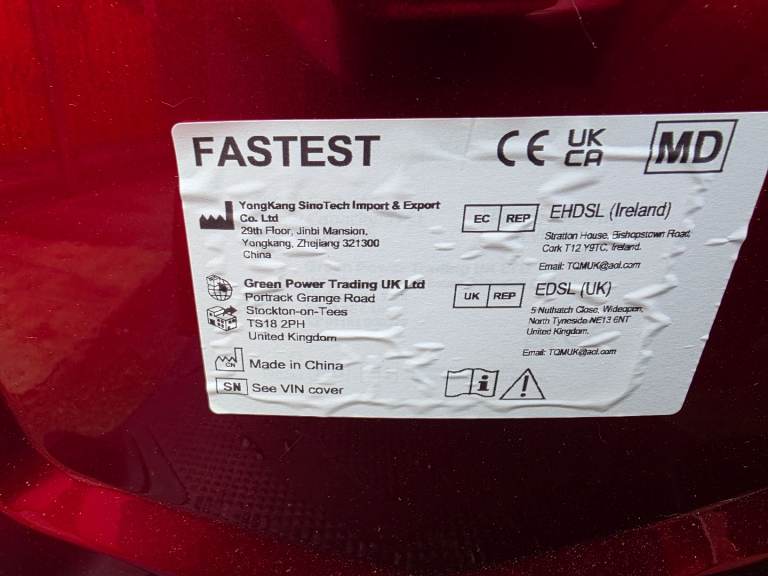 FASTEST
CE UK CA MD
YongKang SinoTech Import & Export
Co. Ltd
29th Floor, Jinbi Mansion,
Yongkang, Zhejiang 321300
China
Green Power Trading UK Ltd
Portrack Grange Road
Stockton-on-Tees
TS18 2PH
United Kingdom
CN
Made in China
SN See VIN cover
EC REP EHDSL (Ireland)
Stratton House, Bishopstown Road,
Cork T12 Y9TC, Ireland.
Email: TQMUK@aol.com
UK REP EDSL (UK)
5 Nuthatch Close, Wideopen,
North Tyneside NE13 6NT
United Kingdom.
Email: TQMUK@aol.com